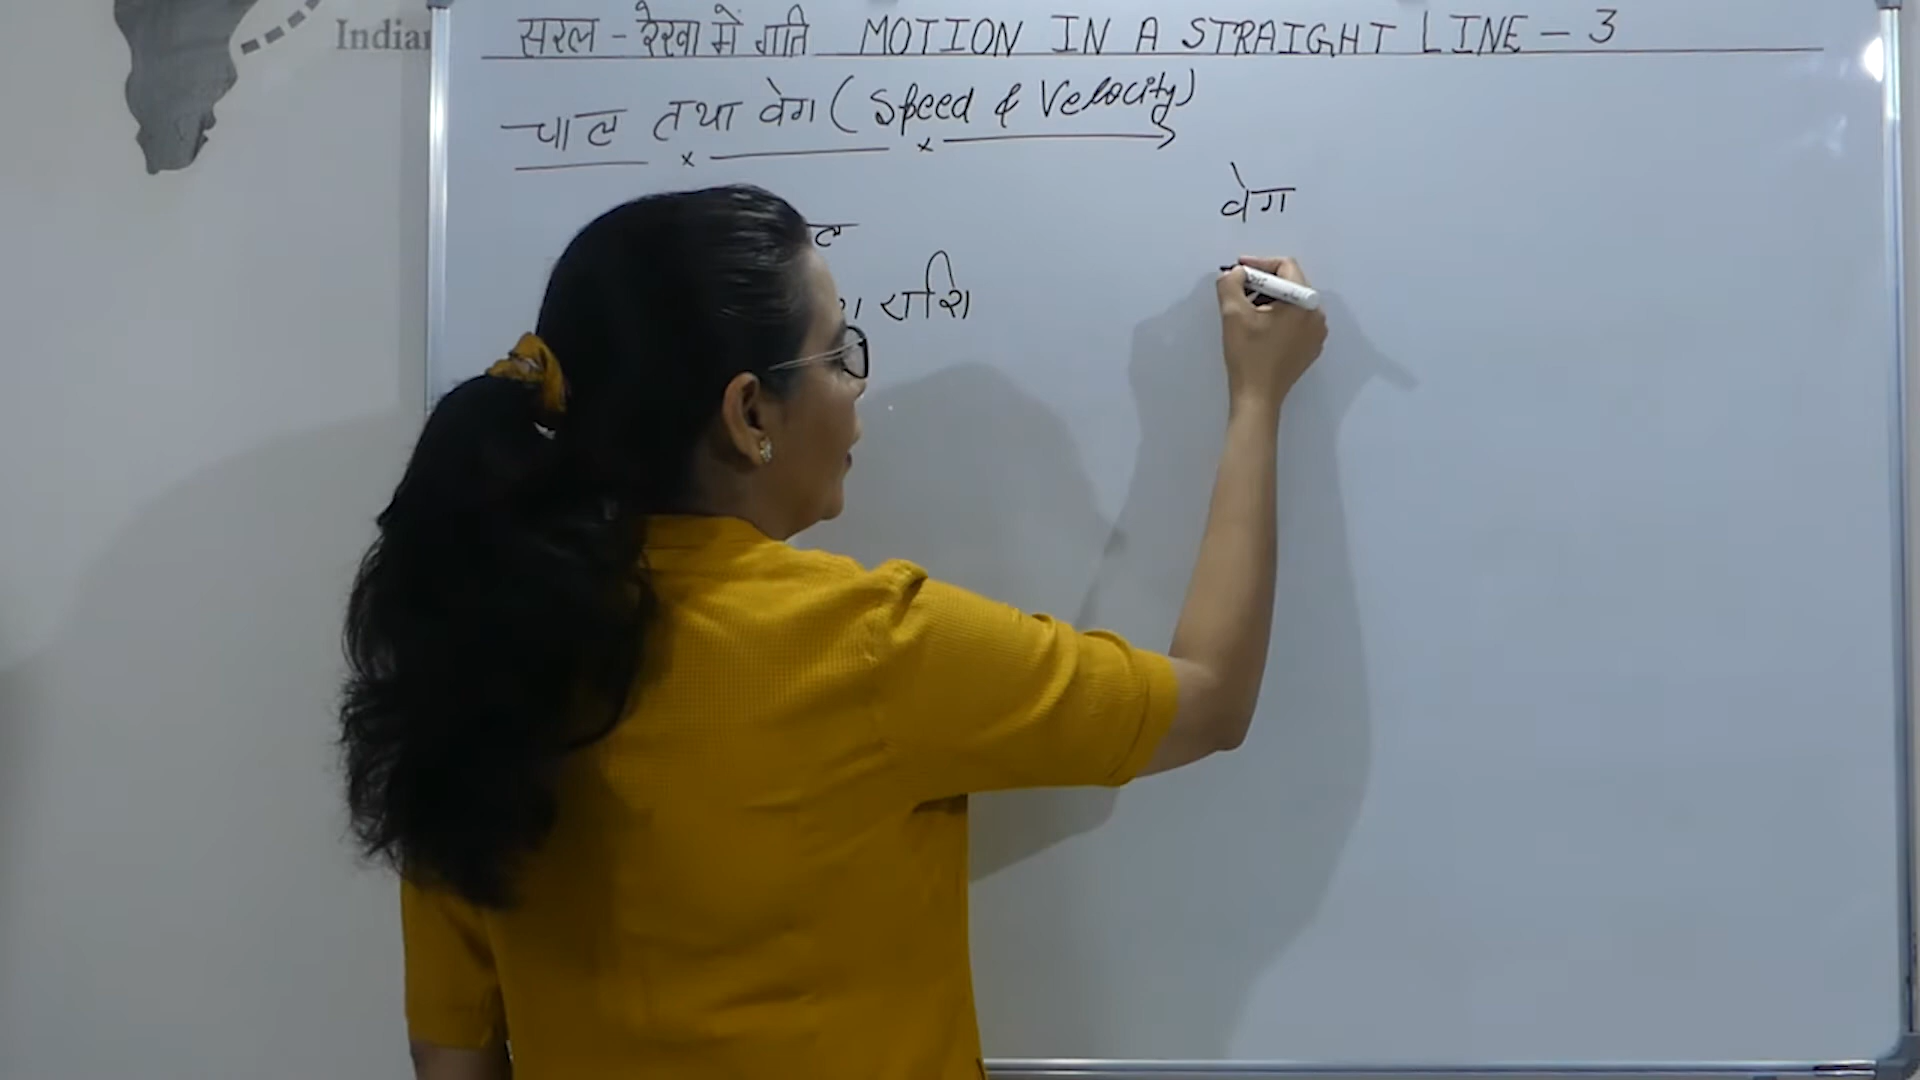 Indian
सरल - रेखा में गति MOTION IN A STRAIGHT LINE - 3
चाल तथा वेग (Speed & Velocity)
वेग
राशि